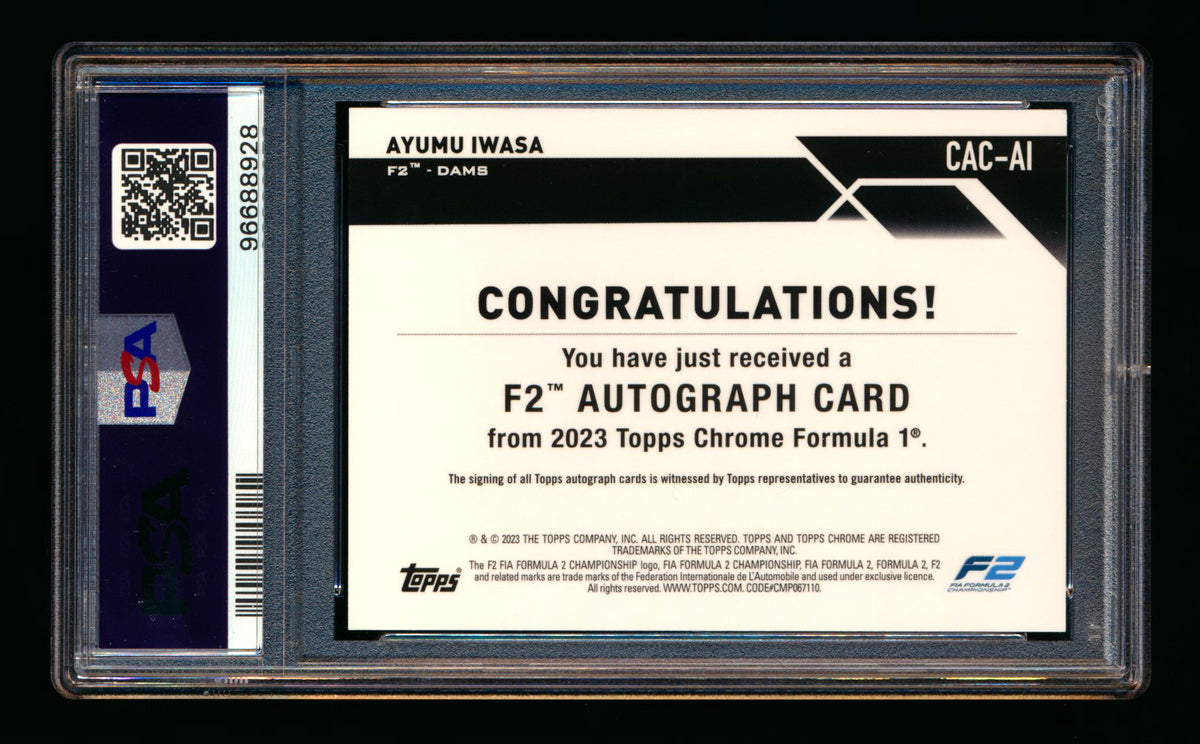 96688928
PSA
PSA
AYUMU IWASA
F2™ - DAMS
CAC-AI
CONGRATULATIONS!
You have just received a
F2™ AUTOGRAPH CARD
from 2023 Topps Chrome Formula 1®.
The signing of all Topps autograph cards is witnessed by Topps representatives to guarantee authenticity.
® & © 2023 THE TOPPS COMPANY, INC. ALL RIGHTS RESERVED. TOPPS AND TOPPS CHROME ARE REGISTERED
TRADEMARKS OF THE TOPPS COMPANY, INC.
The F2 FIA FORMULA 2 CHAMPIONSHIP logo, FIA FORMULA 2 CHAMPIONSHIP, FIA FORMULA 2, FORMULA 2, F2
and related marks are trade marks of the Federation Internationale de L'Automobile and used under exclusive licence.
All rights reserved. WWW.TOPPS.COM. CODE#CMP067110.
Topps®
F2
FIA FORMULA 2
CHAMPIONSHIP™